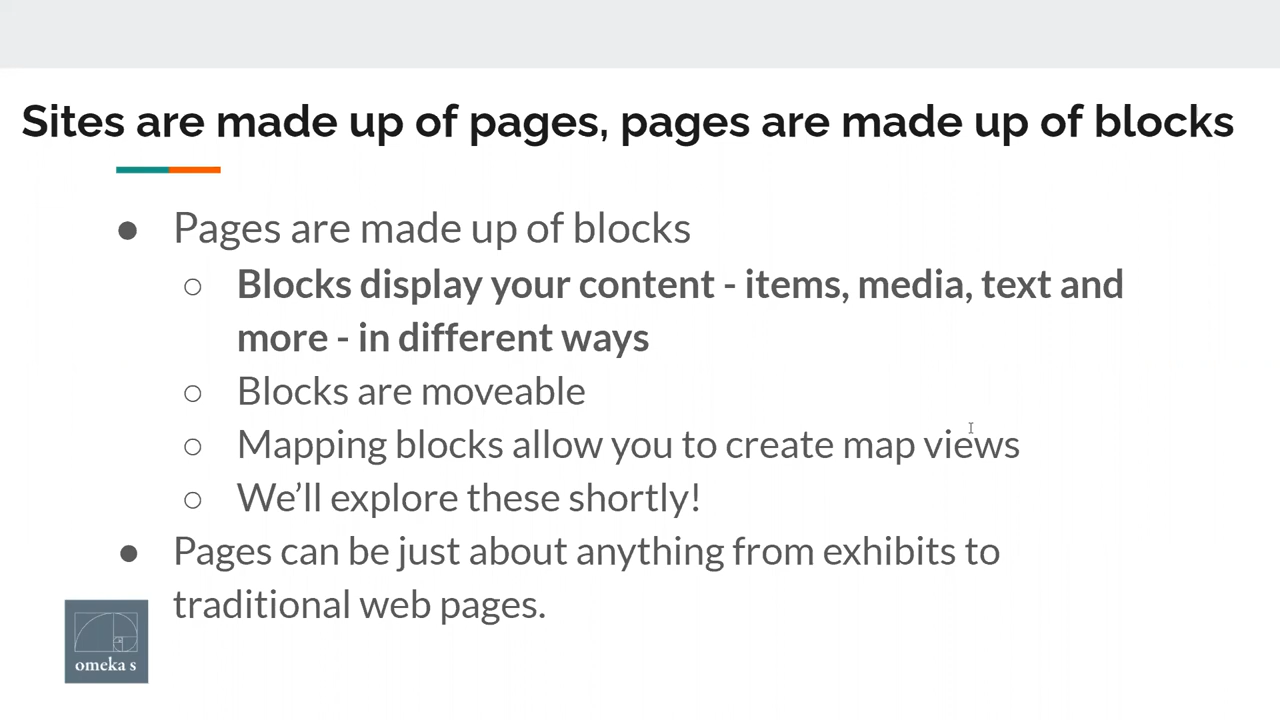 Sites are made up of pages, pages are made up of blocks
● Pages are made up of blocks
○ Blocks display your content - items, media, text and
more - in different ways
○ Blocks are moveable
○ Mapping blocks allow you to create map views
○ We’ll explore these shortly!
● Pages can be just about anything from exhibits to
traditional web pages.
omeka s